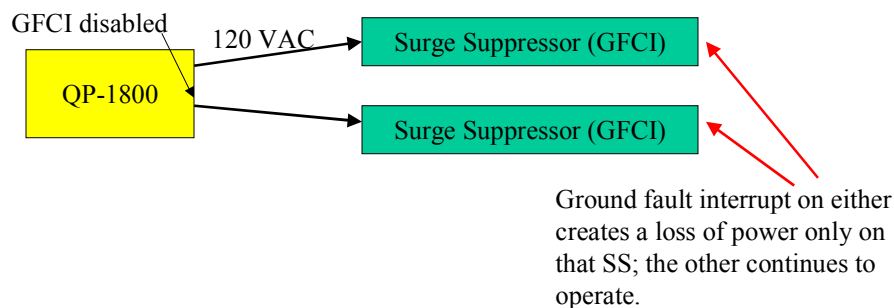 GFCI disabled
120 VAC
QP-1800
Surge Suppressor (GFCI)
Surge Suppressor (GFCI)
Ground fault interrupt on either
creates a loss of power only on
that SS; the other continues to
operate.